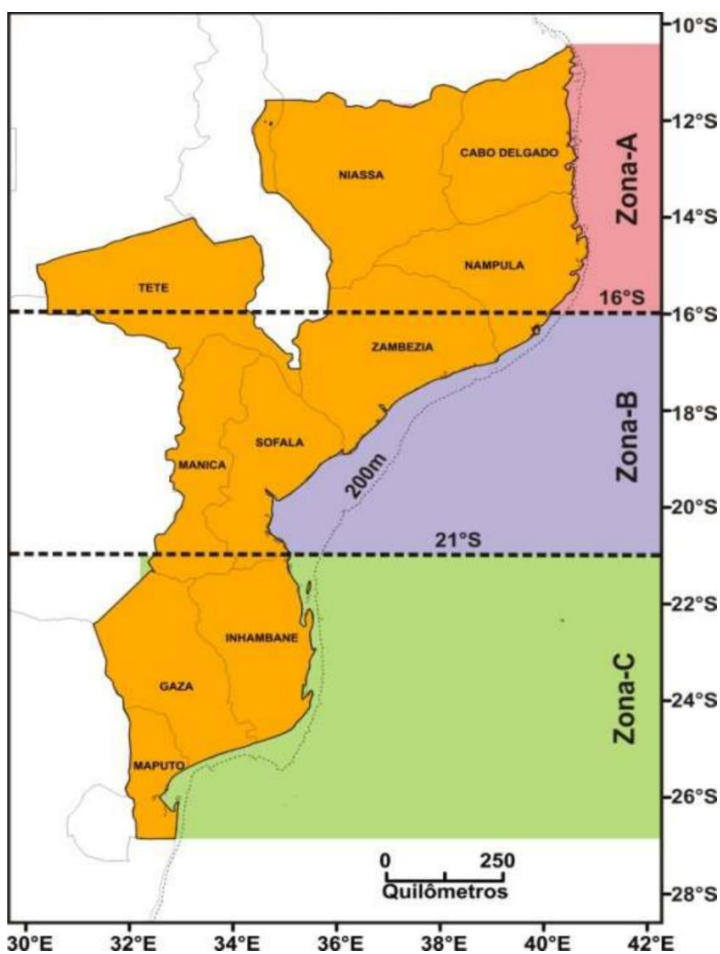 10°S
12°S
14°S
16°S
18°S
20°S
22°S
24°S
26°S
28°S
CABO DELGADO
NIASSA
Zona-A
NAMPULA
TETE
16°S
ZAMBEZIA
Zona-B
SOFALA
MANICA
200m
21°S
INHAMBANE
Zona-C
GAZA
MAPUTO
0 250
Quilômetros
30°E 32°E 34°E 36°E 38°E 40°E 42°E